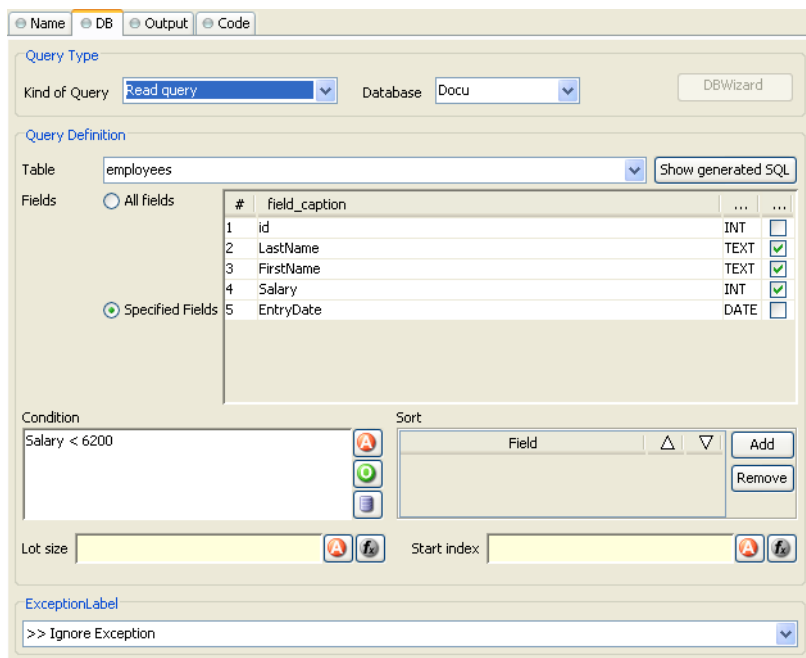 Name DB Output Code
Query Type
Kind of Query Read query Database Docu DBWizard
Query Definition
Table employees Show generated SQL
Fields All fields
# field_caption ... ...
1 id INT
2 LastName TEXT
3 FirstName TEXT
4 Salary INT
Specified Fields 5 EntryDate DATE
Condition Sort
Salary < 6200 A Field Add
O Remove
Lot size A fx Start index A fx
ExceptionLabel
>> Ignore Exception